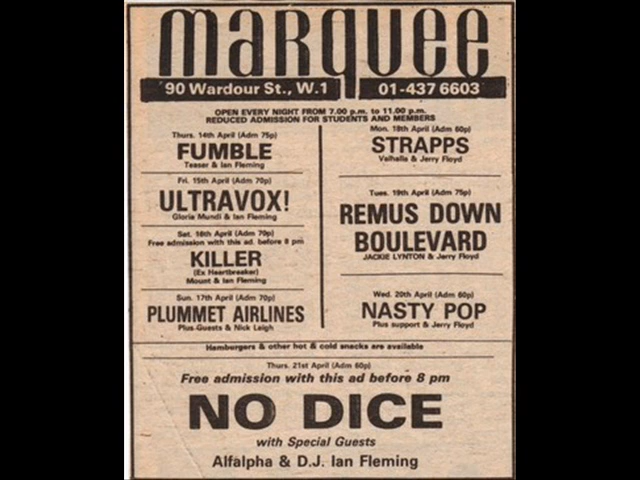 marquee
90 Wardour St., W.1 01-437 6603
OPEN EVERY NIGHT FROM 7.00 p.m. to 11.00 p.m.
REDUCED ADMISSION FOR STUDENTS AND MEMBERS
Thurs. 14th April (Adm 75p)
FUMBLE
Teaser & Ian Fleming
Fri. 15th April (Adm 70p)
ULTRAVOX!
Gloria Mundi & Ian Fleming
Sat. 16th April (Adm 70p)
Free admission with this ad. before 8 pm
KILLER
(Ex Heartbreaker)
Mount & Ian Fleming
Sun. 17th April (Adm 70p)
PLUMMET AIRLINES
Plus Guests & Nick Leigh
Mon. 18th April (Adm 60p)
STRAPPS
Valhalla & Jerry Floyd
Tues. 19th April (Adm 75p)
REMUS DOWN
BOULEVARD
JACKIE LYNTON & Jerry Floyd
Wed. 20th April (Adm 60p)
NASTY POP
Plus support & Jerry Floyd
Hamburgers & other hot & cold snacks are available
Thurs. 21st April (Adm 60p)
Free admission with this ad before 8 pm
NO DICE
with Special Guests
Alfalpha & D.J. Ian Fleming